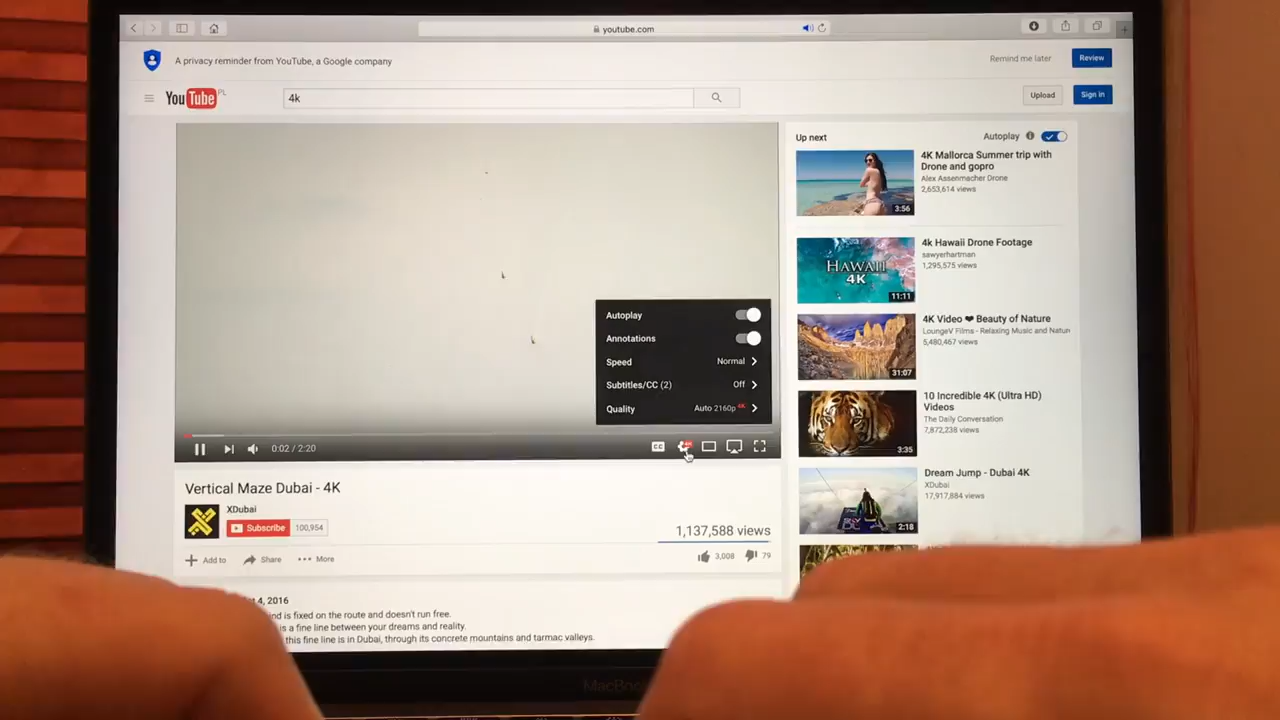 youtube.com
A privacy reminder from YouTube, a Google company
Remind me later
Review
YouTube PL
4k
Upload
Sign in
Up next
Autoplay
4K Mallorca Summer trip with
Drone and gopro
Alex Assenmacher Drone
2,653,614 views
3:56
4k Hawaii Drone Footage
sawyerhartman
1,295,575 views
HAWAII
4K
11:11
4K Video ❤ Beauty of Nature
LoungeV Films - Relaxing Music and Natun
5,480,467 views
31:07
10 Incredible 4K (Ultra HD)
Videos
The Daily Conversation
7,872,238 views
3:35
Dream Jump - Dubai 4K
XDubai
17,917,884 views
2:18
Autoplay
Annotations
Speed Normal
Subtitles/CC (2) Off
Quality Auto 2160p 4K
0:02 / 2:20
CC
Vertical Maze Dubai - 4K
XDubai
Subscribe 100,954
1,137,588 views
Add to Share More
3,008 79
4, 2016
is fixed on the route and doesn't run free.
is a fine line between your dreams and reality.
this fine line is in Dubai, through its concrete mountains and tarmac valleys.
MacBoo